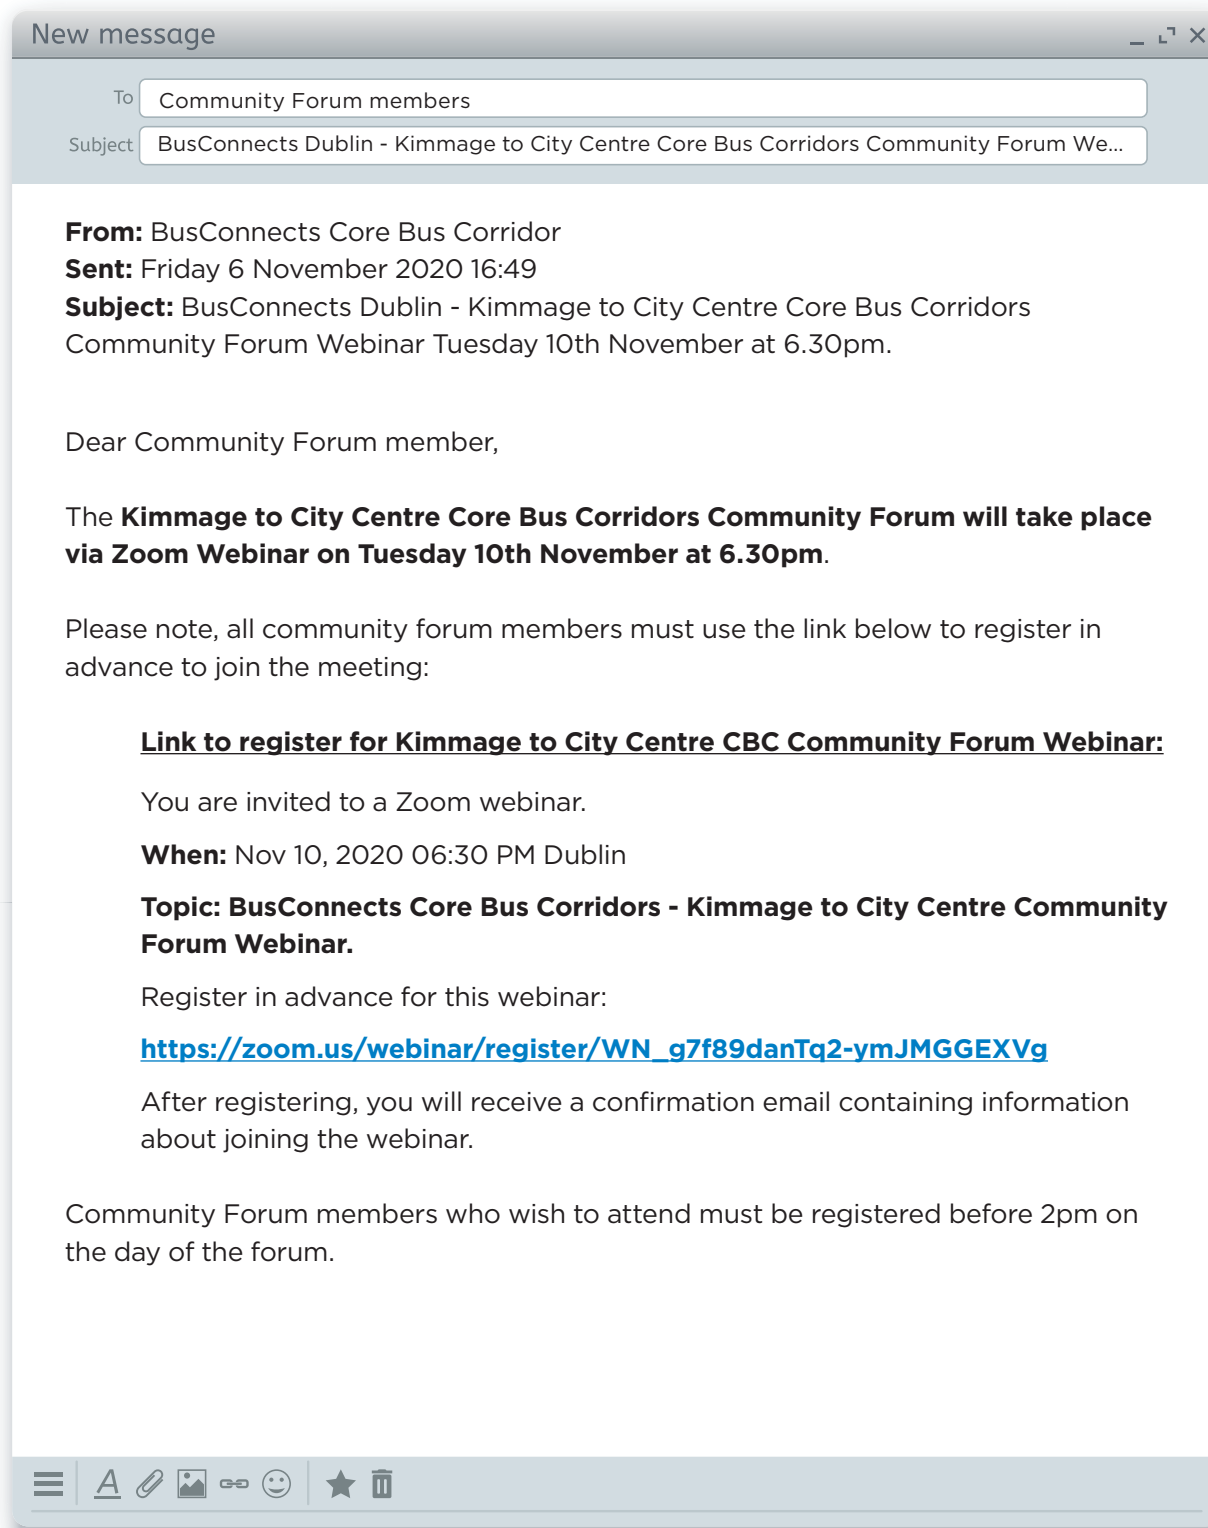 New message
To
Community Forum members
Subject
BusConnects Dublin - Kimmage to City Centre Core Bus Corridors Community Forum We...
From: BusConnects Core Bus Corridor
Sent: Friday 6 November 2020 16:49
Subject: BusConnects Dublin - Kimmage to City Centre Core Bus Corridors
Community Forum Webinar Tuesday 10th November at 6.30pm.
Dear Community Forum member,
The Kimmage to City Centre Core Bus Corridors Community Forum will take place
via Zoom Webinar on Tuesday 10th November at 6.30pm.
Please note, all community forum members must use the link below to register in
advance to join the meeting:
Link to register for Kimmage to City Centre CBC Community Forum Webinar:
You are invited to a Zoom webinar.
When: Nov 10, 2020 06:30 PM Dublin
Topic: BusConnects Core Bus Corridors - Kimmage to City Centre Community
Forum Webinar.
Register in advance for this webinar:
https://zoom.us/webinar/register/WN_g7f89danTq2-ymJMGGEXVg
After registering, you will receive a confirmation email containing information
about joining the webinar.
Community Forum members who wish to attend must be registered before 2pm on
the day of the forum.
A